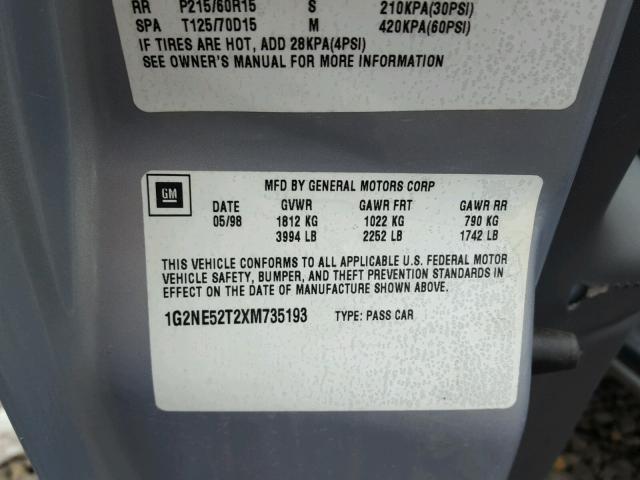 RR P215/60R15 S 210KPA(30PSI)
SPA T125/70D15 M 420KPA(60PSI)
IF TIRES ARE HOT, ADD 28KPA(4PSI)
SEE OWNER'S MANUAL FOR MORE INFORMATION
GM
MFD BY GENERAL MOTORS CORP
DATE GVWR GAWR FRT GAWR RR
05/98 1812 KG 1022 KG 790 KG
3994 LB 2252 LB 1742 LB
THIS VEHICLE CONFORMS TO ALL APPLICABLE U.S. FEDERAL MOTOR
VEHICLE SAFETY, BUMPER, AND THEFT PREVENTION STANDARDS IN
EFFECT ON THE DATE OF MANUFACTURE SHOWN ABOVE.
1G2NE52T2XM735193 TYPE: PASS CAR